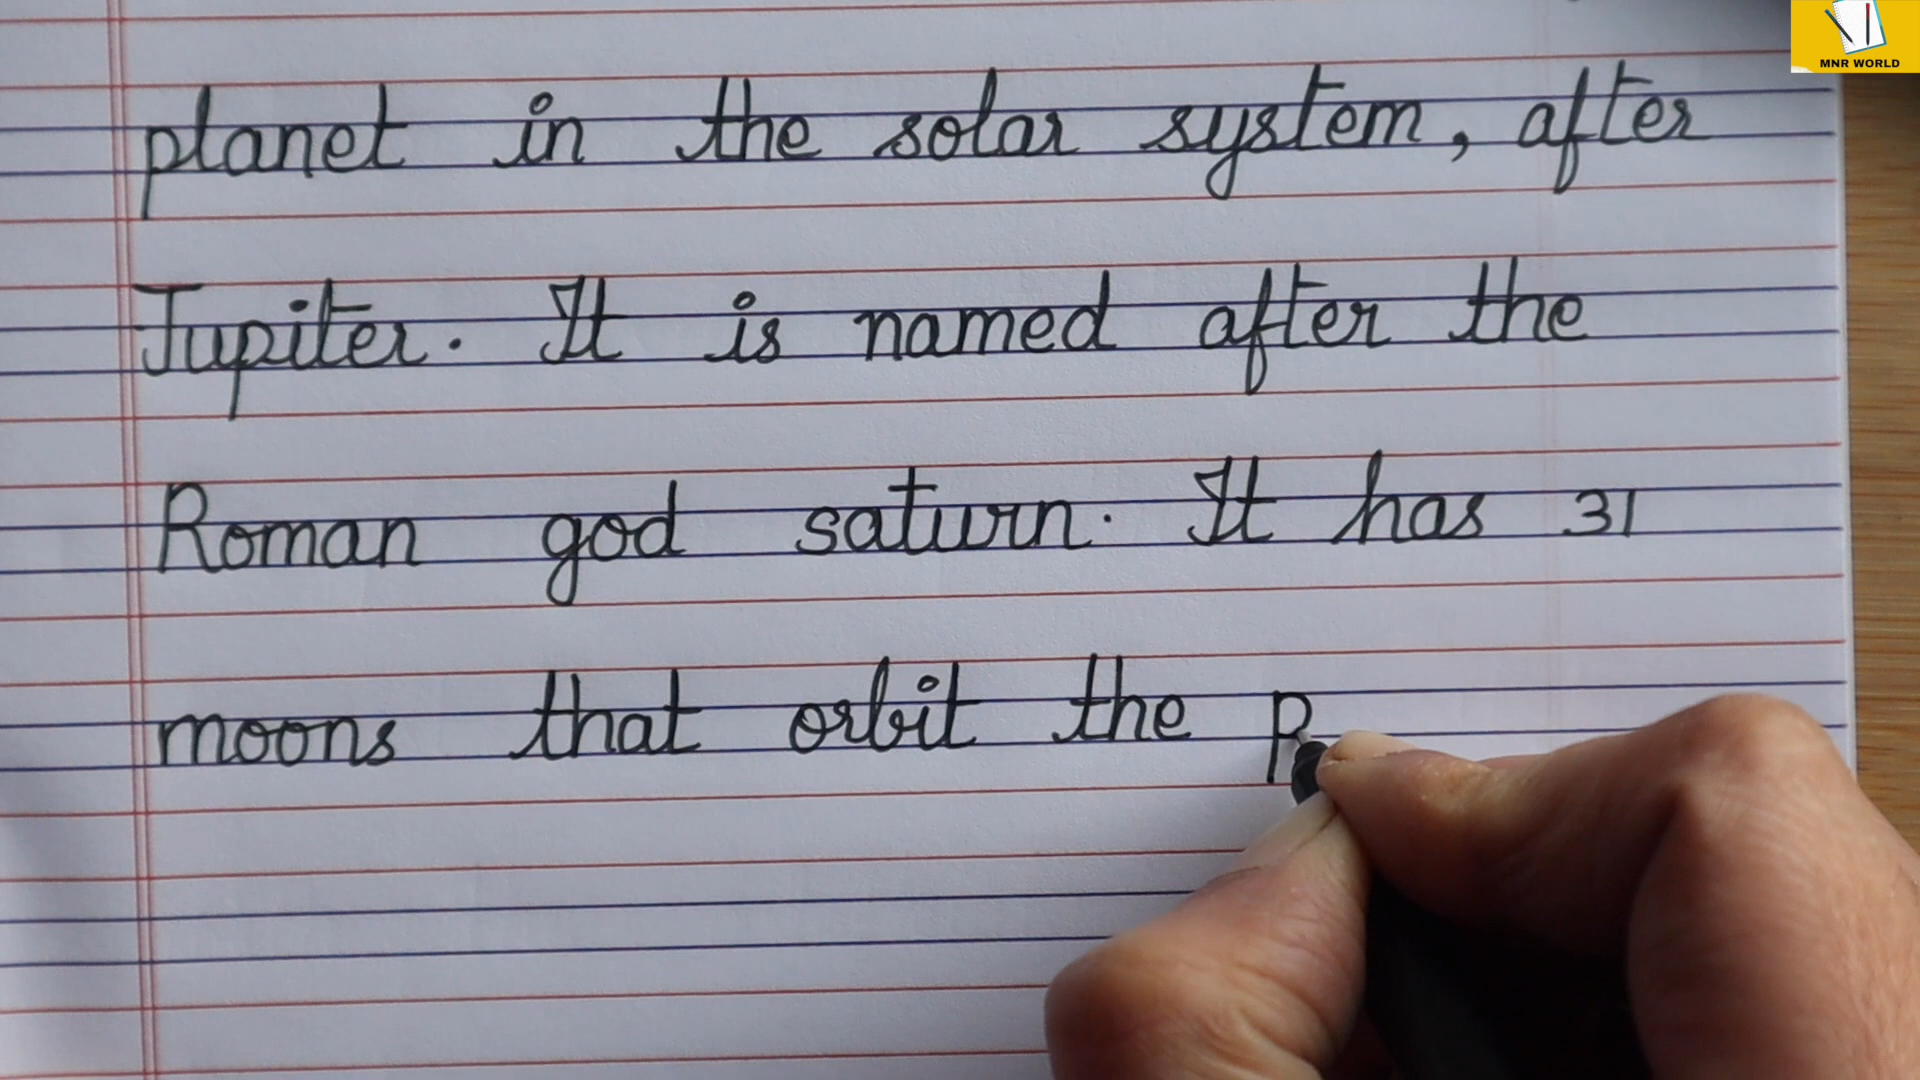 planet in the solar system, after
Jupiter. It is named after the
Roman god saturn. It has 31
moons that orbit the p
MNR WORLD